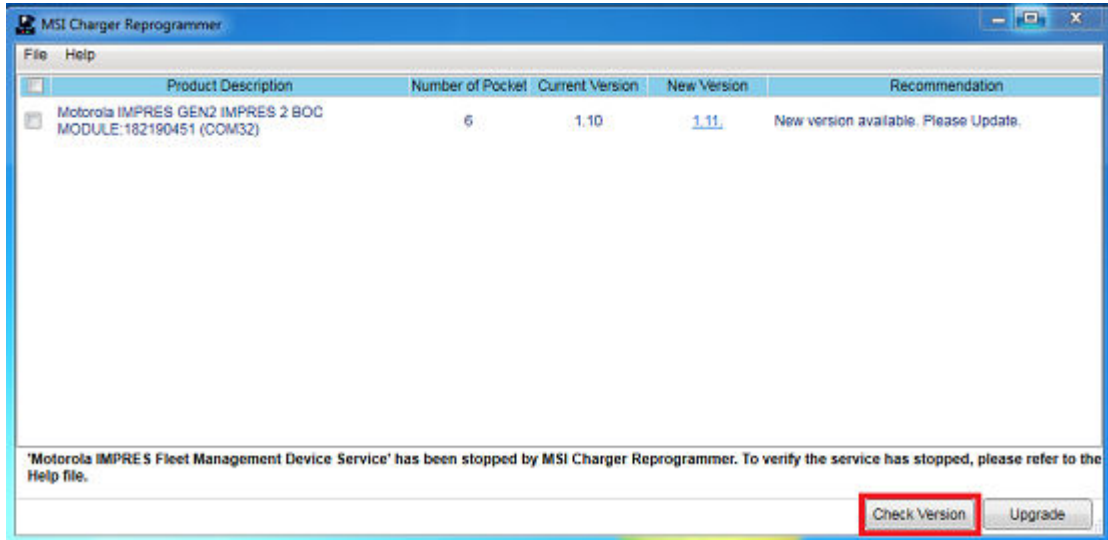 MSI Charger Reprogrammer
File Help
Product Description Number of Pocket Current Version New Version Recommendation
Motorola IMPRES GEN2 IMPRES 2 BOC
MODULE:182190451 (COM32) 6 1.10 1.11. New version available. Please Update.
'Motorola IMPRES Fleet Management Device Service' has been stopped by MSI Charger Reprogrammer. To verify the service has stopped, please refer to the
Help file.
Check Version Upgrade